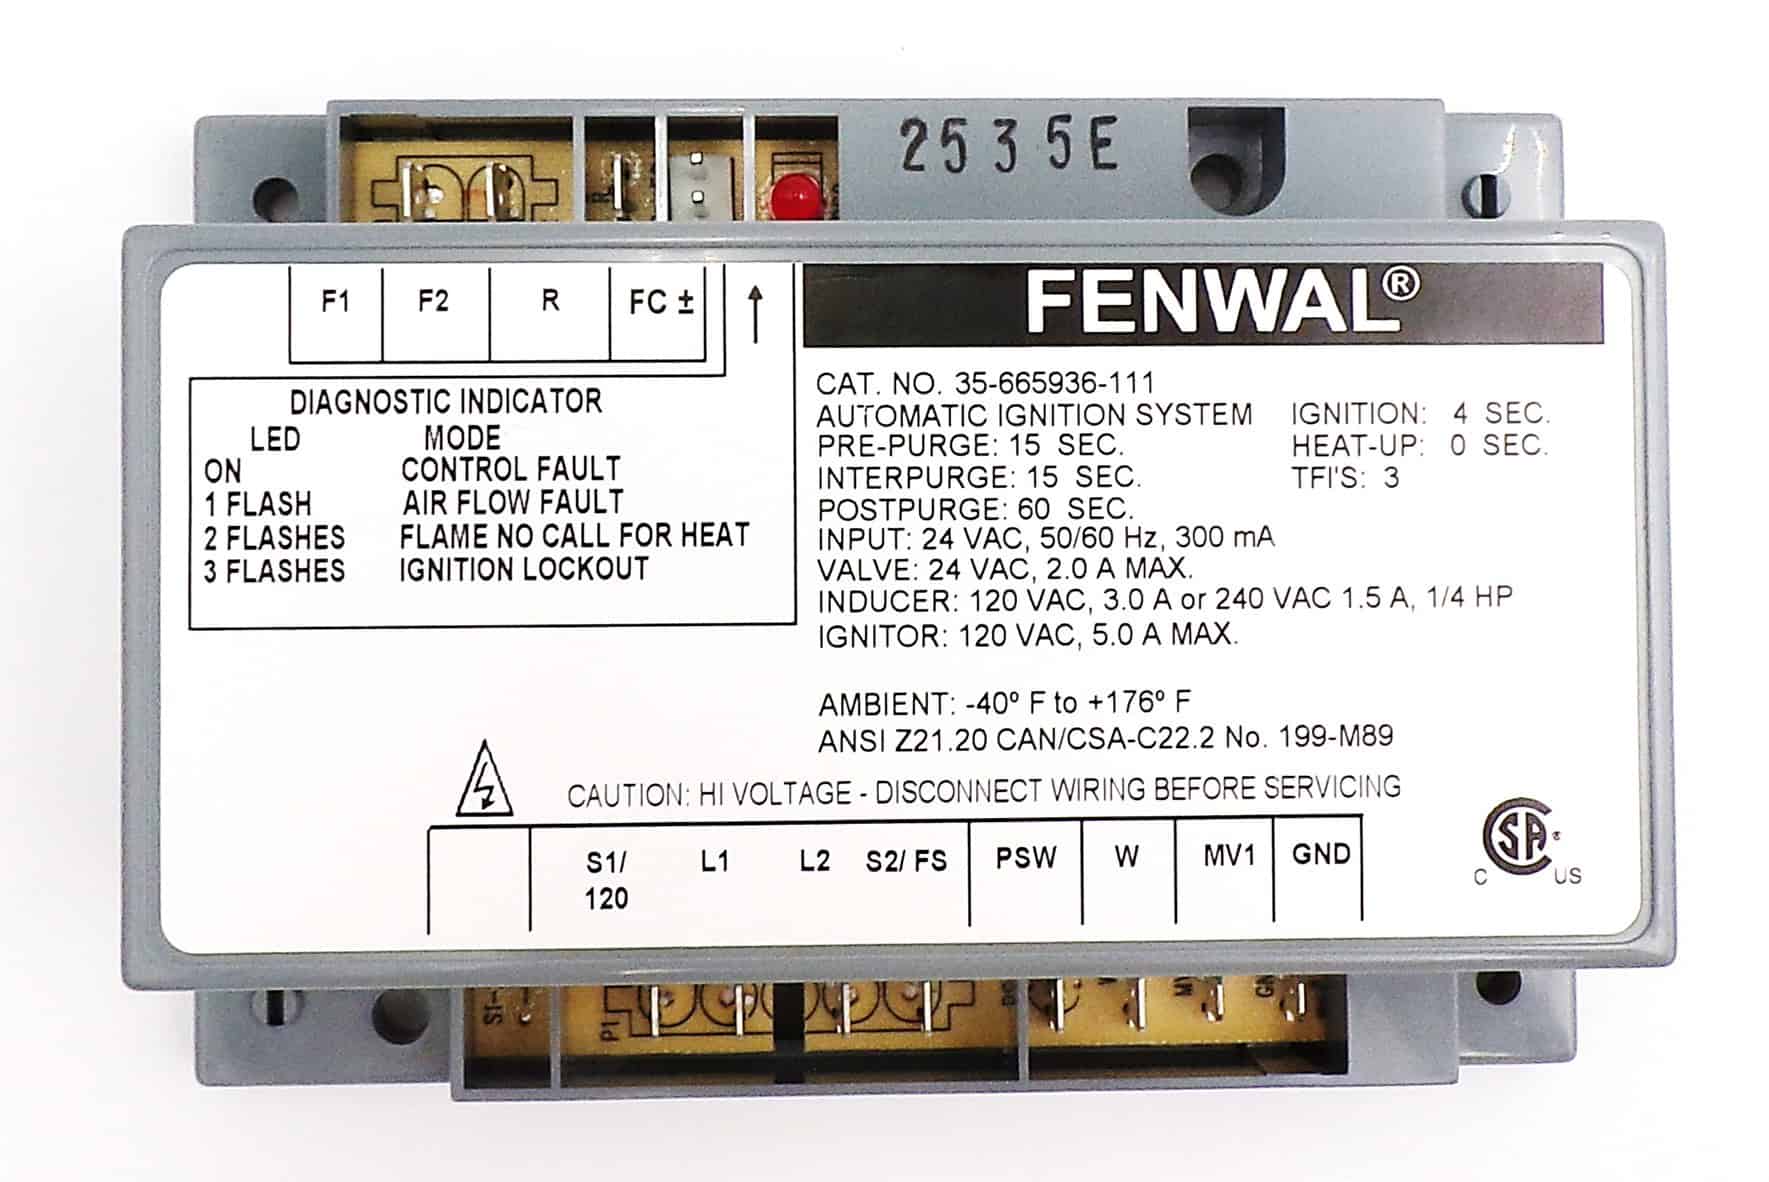 2535E
F1 F2 R FC ±
FENWAL®
DIAGNOSTIC INDICATOR
LED MODE
ON CONTROL FAULT
1 FLASH AIR FLOW FAULT
2 FLASHES FLAME NO CALL FOR HEAT
3 FLASHES IGNITION LOCKOUT
CAT. NO. 35-665936-111
AUTOMATIC IGNITION SYSTEM IGNITION: 4 SEC.
PRE-PURGE: 15 SEC. HEAT-UP: 0 SEC.
INTERPURGE: 15 SEC. TFI'S: 3
POSTPURGE: 60 SEC.
INPUT: 24 VAC, 50/60 Hz, 300 mA
VALVE: 24 VAC, 2.0 A MAX.
INDUCER: 120 VAC, 3.0 A or 240 VAC 1.5 A, 1/4 HP
IGNITOR: 120 VAC, 5.0 A MAX.
AMBIENT: -40º F to +176º F
ANSI Z21.20 CAN/CSA-C22.2 No. 199-M89
CAUTION: HI VOLTAGE - DISCONNECT WIRING BEFORE SERVICING
S1/ L1 L2 S2/ FS PSW W MV1 GND
120
C SA ® US
P1